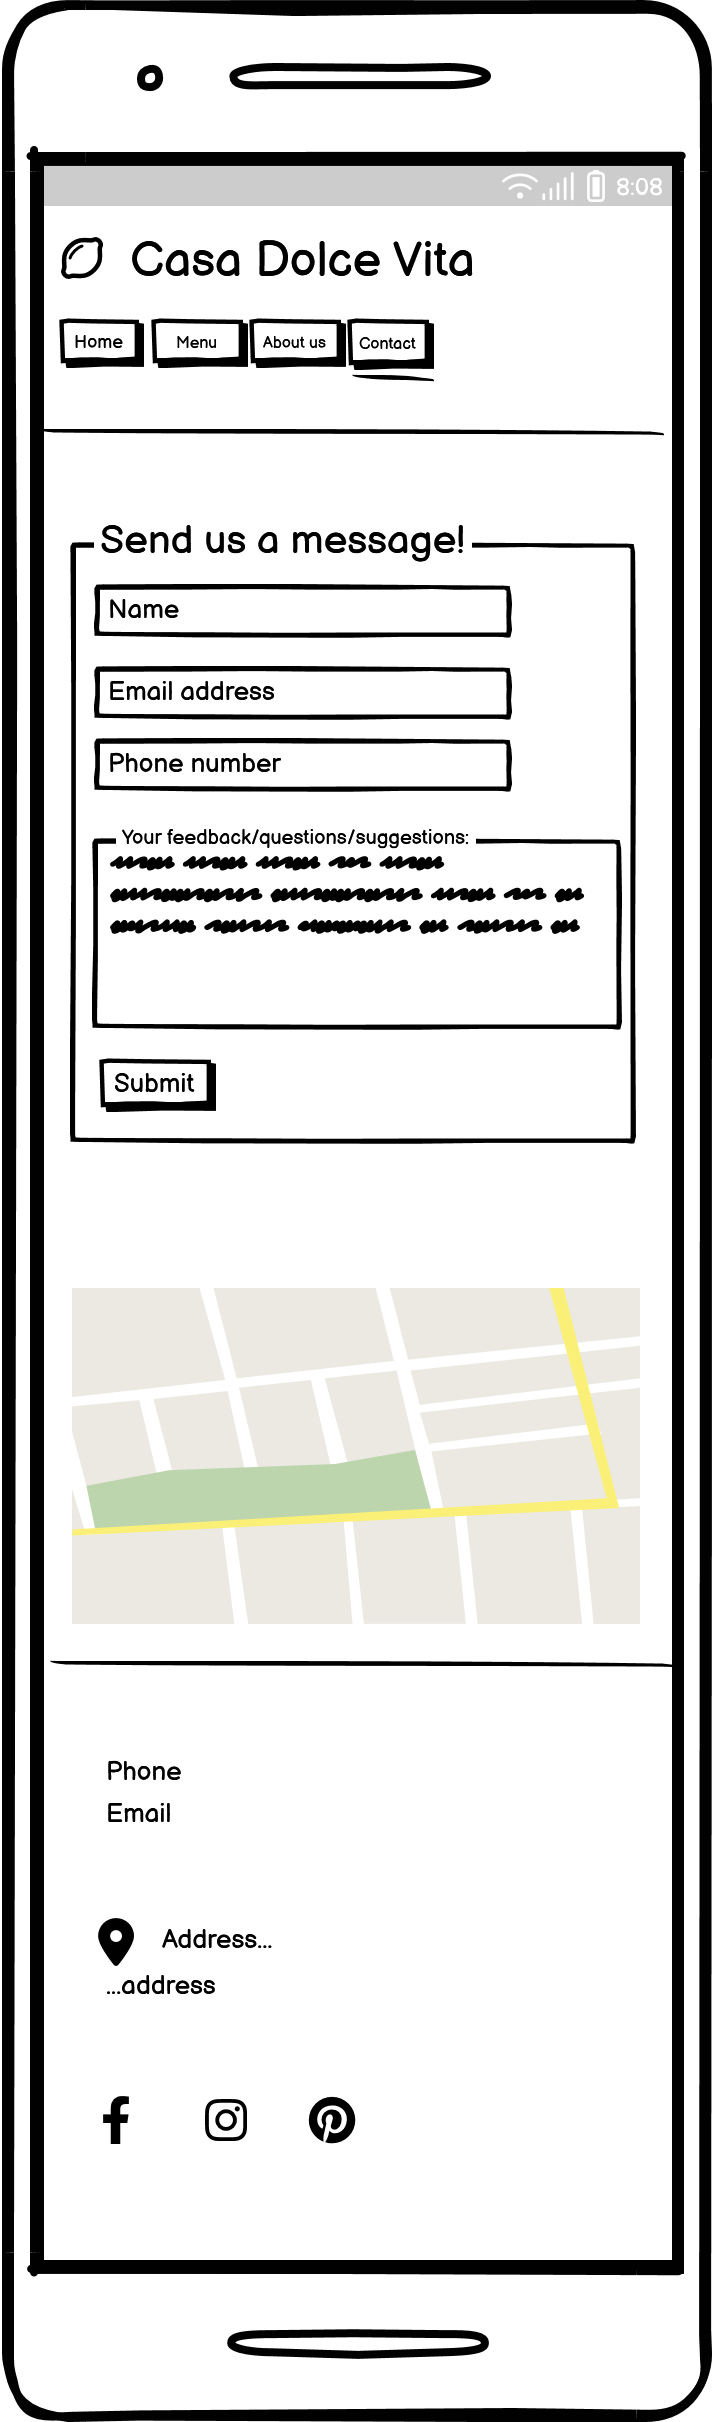 8:08
Casa Dolce Vita
Home Menu About us Contact
Send us a message!
Name
Email address
Phone number
Your feedback/questions/suggestions:
Submit
Phone
Email
Address...
...address